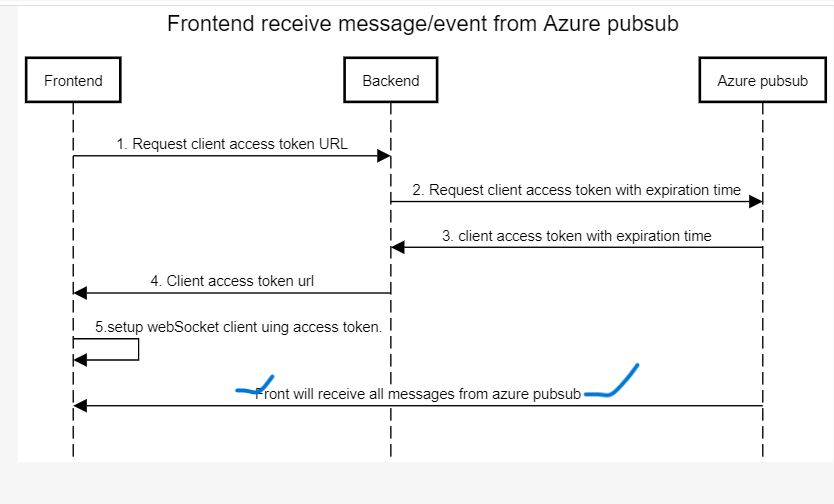 Frontend receive message/event from Azure pubsub
Frontend
Backend
Azure pubsub
1. Request client access token URL
2. Request client access token with expiration time
3. client access token with expiration time
4. Client access token url
5.setup webSocket client uing access token.
Front will receive all messages from azure pubsub